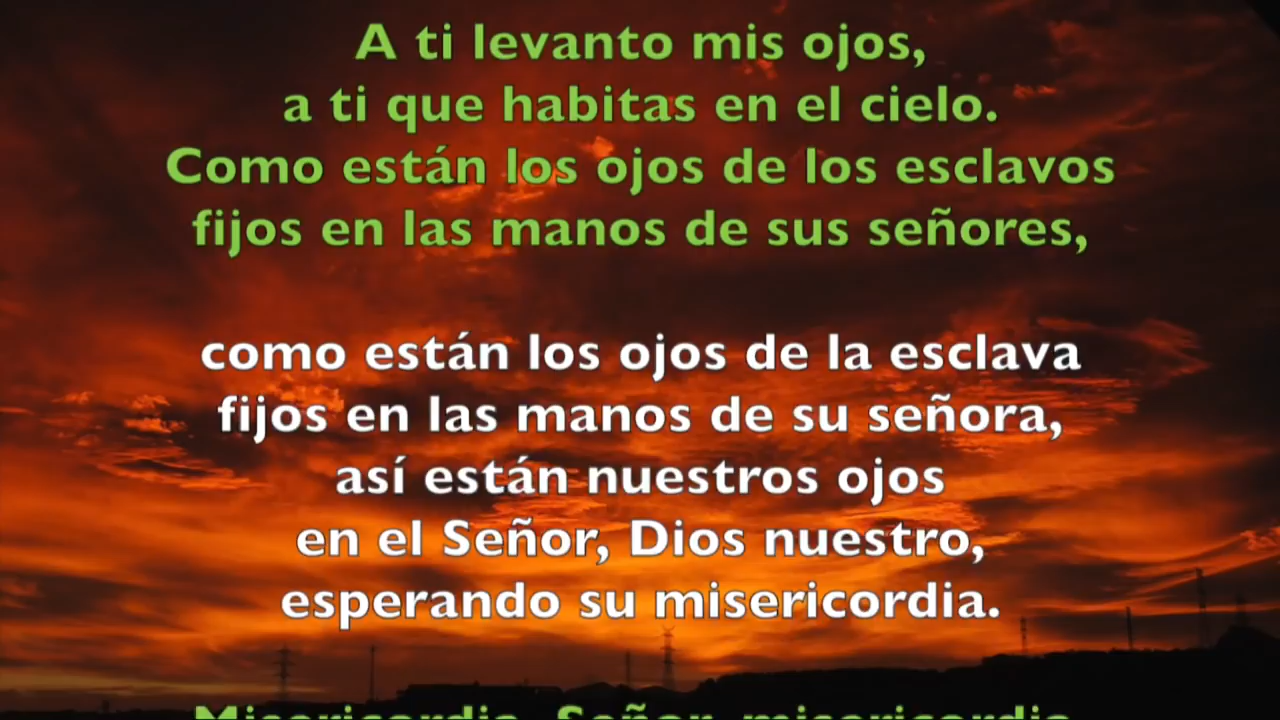 A ti levanto mis ojos,
a ti que habitas en el cielo.
Como están los ojos de los esclavos
fijos en las manos de sus señores,
como están los ojos de la esclava
fijos en las manos de su señora,
así están nuestros ojos
en el Señor, Dios nuestro,
esperando su misericordia.
Misericordia, Señor, misericordia,